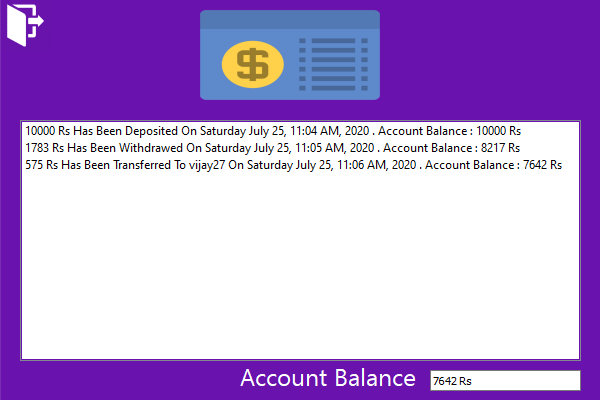 10000 Rs Has Been Deposited On Saturday July 25, 11:04 AM, 2020 . Account Balance : 10000 Rs
1783 Rs Has Been Withdrawed On Saturday July 25, 11:05 AM, 2020 . Account Balance : 8217 Rs
575 Rs Has Been Transferred To vijay27 On Saturday July 25, 11:06 AM, 2020 . Account Balance : 7642 Rs
Account Balance 7642 Rs